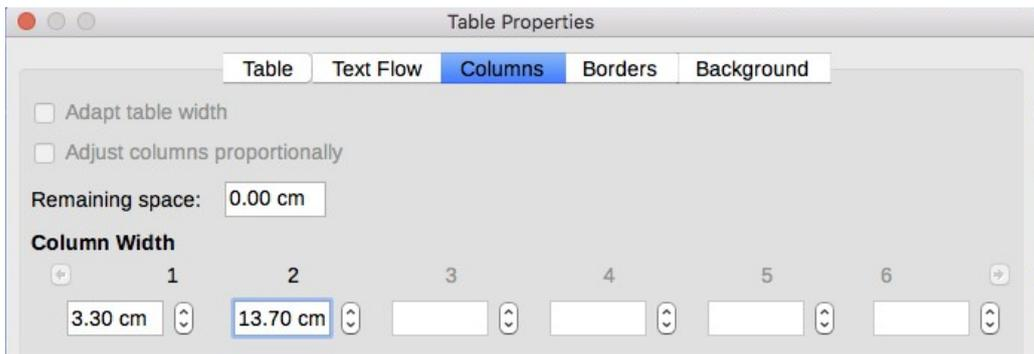 Table Properties
Table Text Flow Columns Borders Background
Adapt table width
Adjust columns proportionally
Remaining space: 0.00 cm
Column Width
1 2 3 4 5 6
3.30 cm 13.70 cm